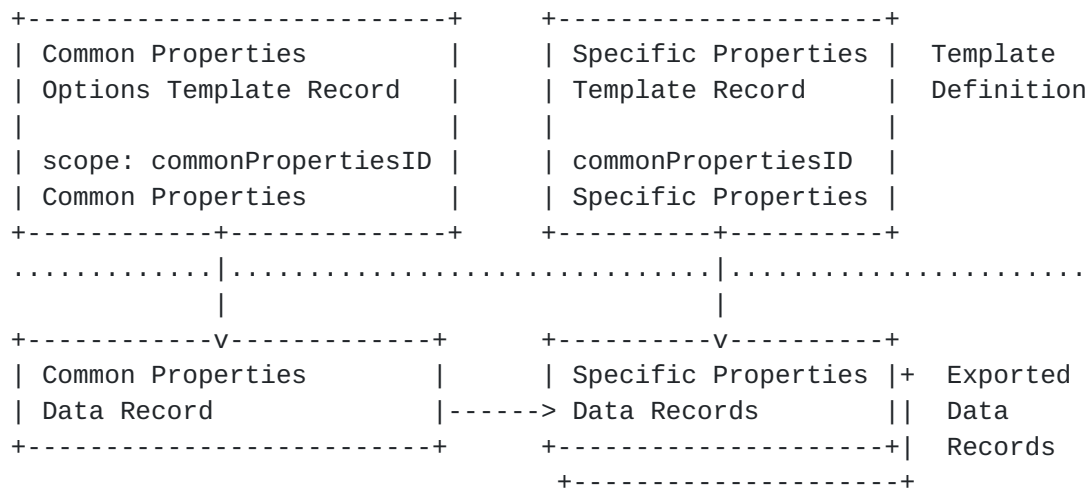 Common Properties Specific Properties Template
Options Template Record Template Record Definition
scope: commonPropertiesID commonPropertiesID
Common Properties Specific Properties
Common Properties Specific Properties Exported
Data Record Data Records Data
Records